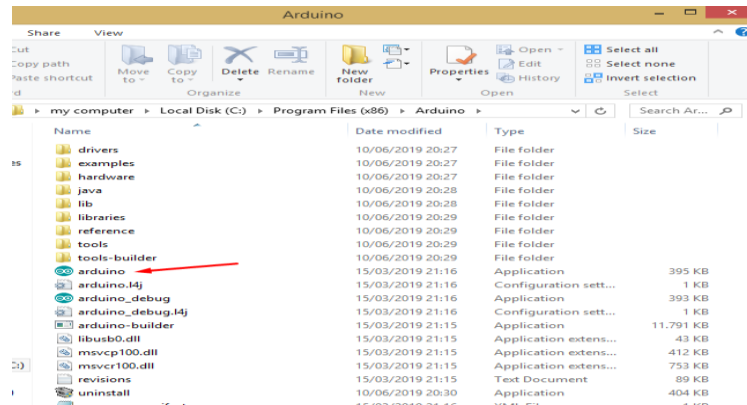 Arduino
Share View
Cut
Copy path
Paste shortcut
Move to
Copy to
Delete Rename
New folder
Properties
Open
Edit
History
Select all
Select none
Invert selection
Organize New Open Select
my computer Local Disk (C:) Program Files (x86) Arduino Search Ar...
Name Date modified Type Size
drivers 10/06/2019 20:27 File folder
examples 10/06/2019 20:27 File folder
hardware 10/06/2019 20:27 File folder
java 10/06/2019 20:28 File folder
lib 10/06/2019 20:28 File folder
libraries 10/06/2019 20:29 File folder
reference 10/06/2019 20:29 File folder
tools 10/06/2019 20:29 File folder
tools-builder 10/06/2019 20:29 File folder
arduino 15/03/2019 21:16 Application 395 KB
arduino.l4j 15/03/2019 21:16 Configuration sett... 1 KB
arduino_debug 15/03/2019 21:16 Application 393 KB
arduino_debug.l4j 15/03/2019 21:16 Configuration sett... 1 KB
arduino-builder 15/03/2019 21:15 Application 11.791 KB
libusb0.dll 15/03/2019 21:15 Application extens... 43 KB
msvcp100.dll 15/03/2019 21:15 Application extens... 412 KB
msvcr100.dll 15/03/2019 21:15 Application extens... 753 KB
revisions 15/03/2019 21:15 Text Document 89 KB
uninstall 10/06/2019 20:30 Application 404 KB